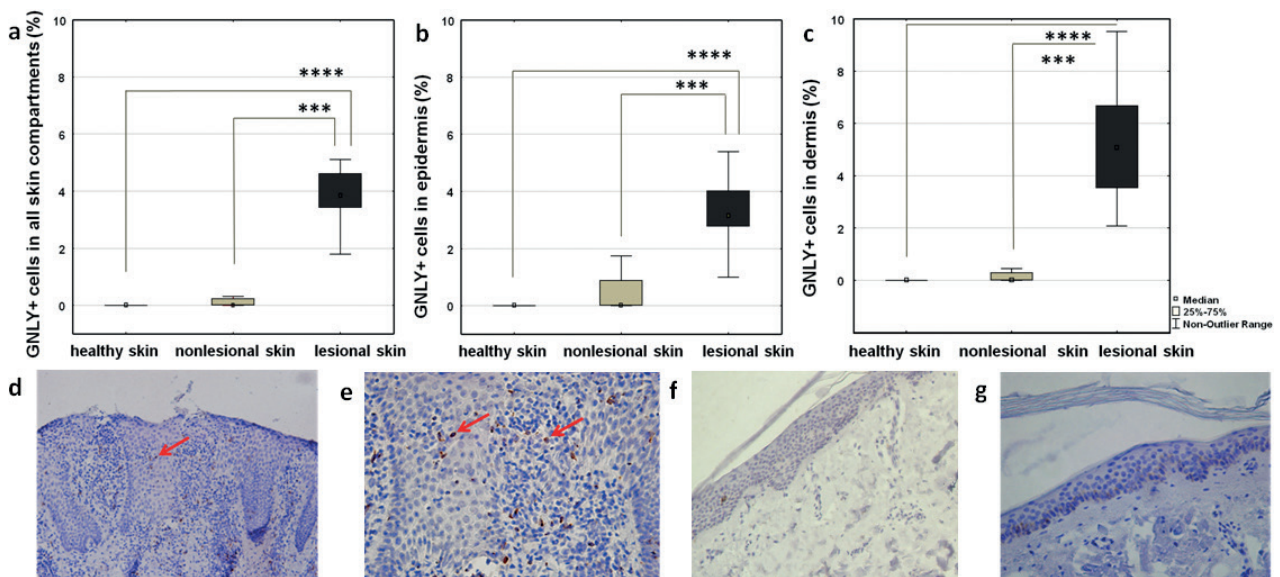 a
GNLY+ cells in all skin compartments (%)
10
8
6
4
2
0
****
***
healthy skin nonlesional skin lesional skin
b
GNLY+ cells in epidermis (%)
10
8
6
4
2
0
****
***
healthy skin nonlesional skin lesional skin
c
GNLY+ cells in dermis (%)
10
8
6
4
2
0
****
***
healthy skin nonlesional skin lesional skin
Median
25%-75%
Non-Outlier Range
d
e
f
g